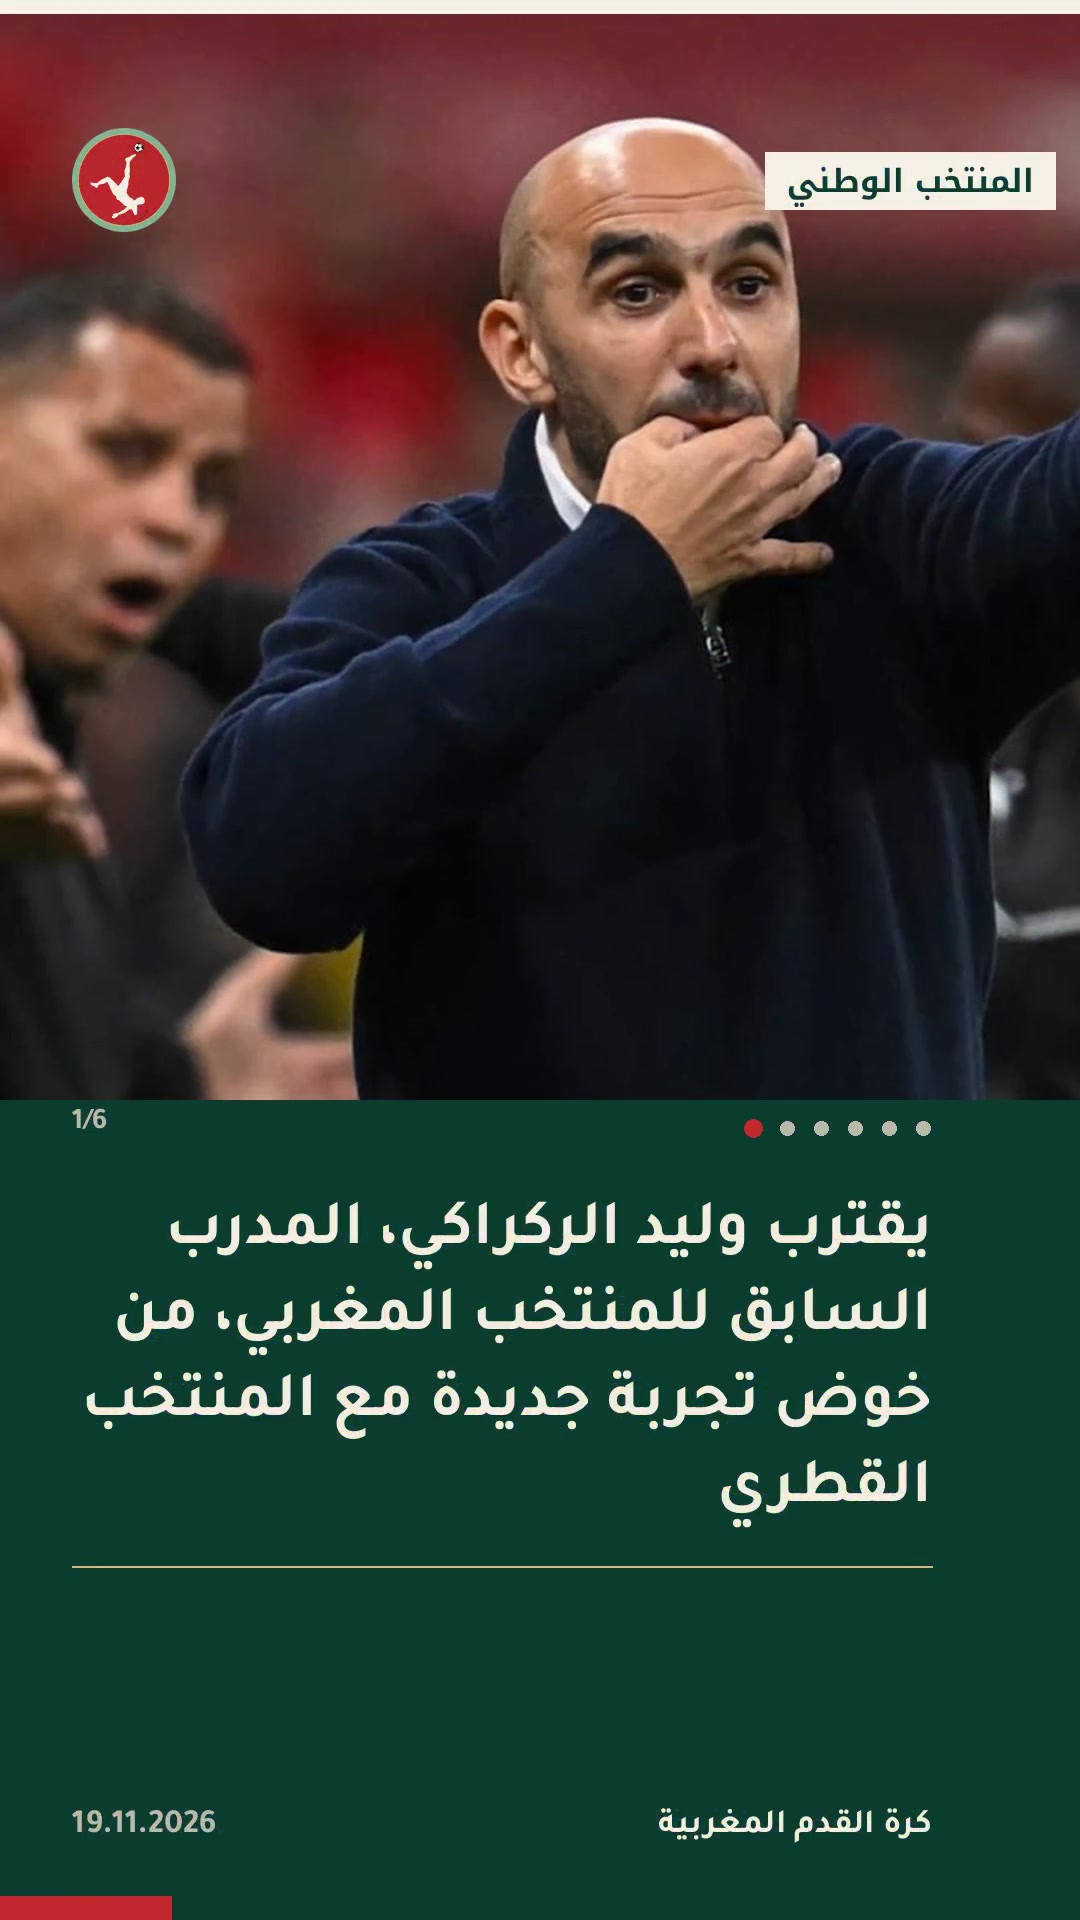 المنتخب الوطني
1/6
يقترب وليد الركراكي، المدرب
السابق للمنتخب المغربي، من
خوض تجربة جديدة مع المنتخب
القطري
كرة القدم المغربية
19.11.2026